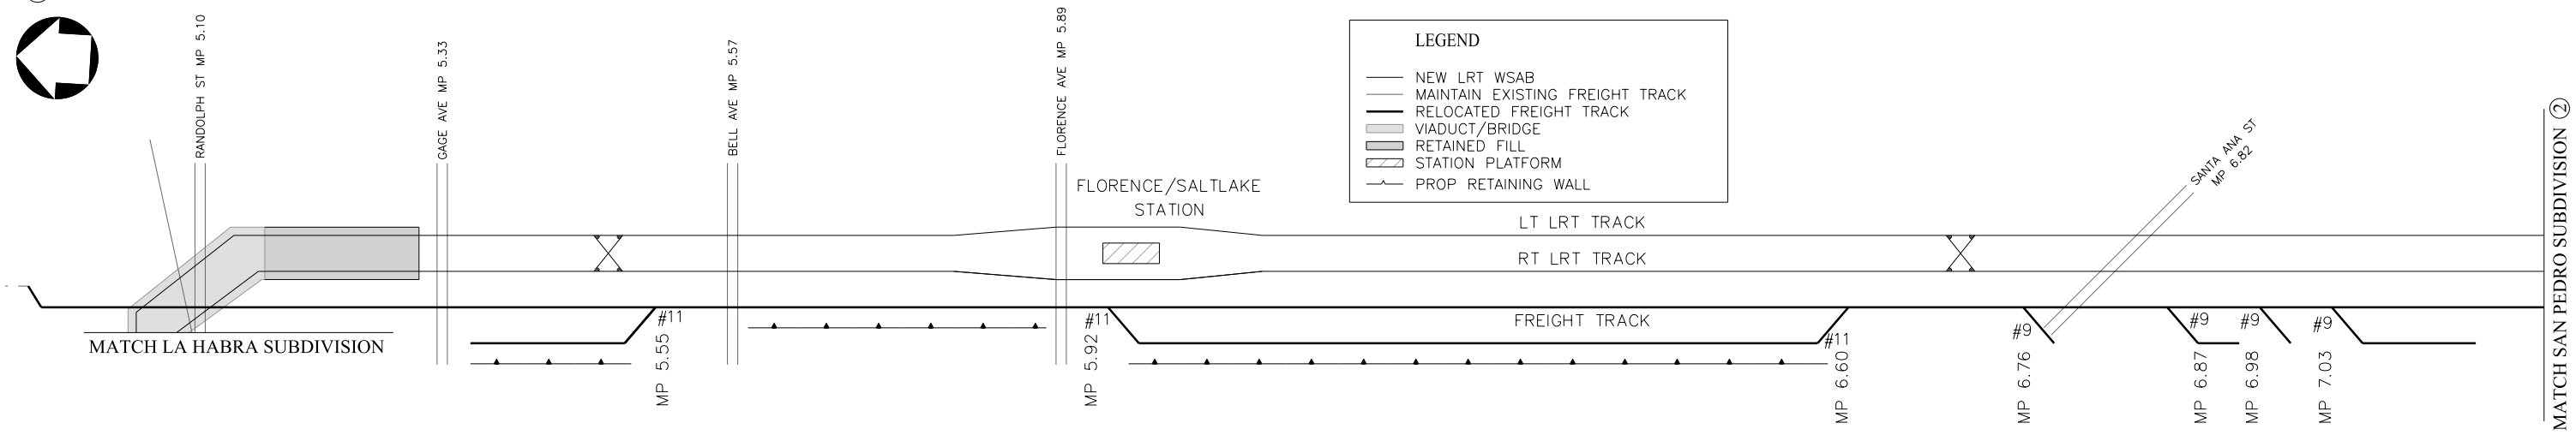 RANDOLPH ST MP 5.10
GAGE AVE MP 5.33
BELL AVE MP 5.57
FLORENCE AVE MP 5.89
LEGEND
NEW LRT WSAB
MAINTAIN EXISTING FREIGHT TRACK
RELOCATED FREIGHT TRACK
VIADUCT/BRIDGE
RETAINED FILL
STATION PLATFORM
PROP RETAINING WALL
SANTA ANA ST
MP 6.82
FLORENCE/SALTLAKE
STATION
LT LRT TRACK
RT LRT TRACK
FREIGHT TRACK
MATCH LA HABRA SUBDIVISION
#11
MP 5.55
#11
MP 5.92
#11
MP 6.60
#9
MP 6.76
#9
MP 6.87
#9
MP 6.98
#9
MP 7.03
MATCH SAN PEDRO SUBDIVISION ②